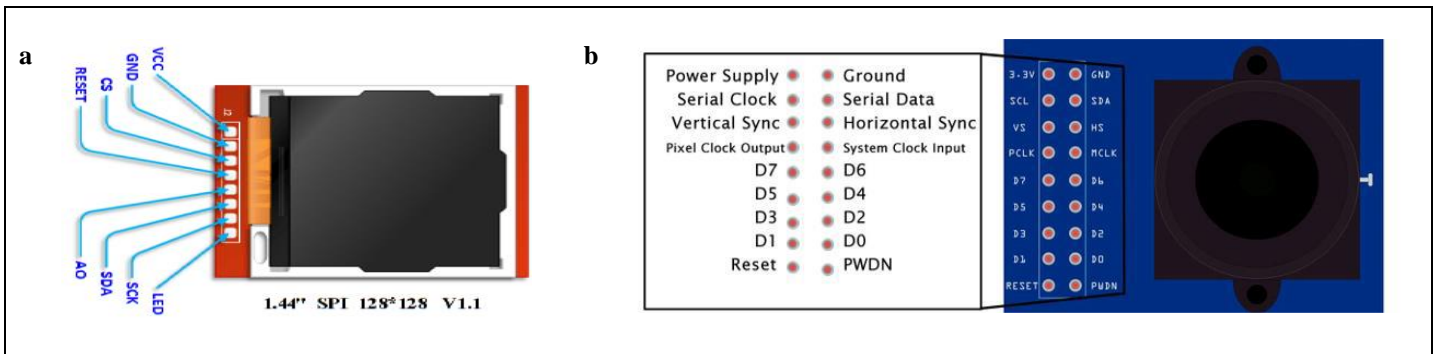 a
VCC
GND
CS
RESET
AO
SDA
SCK
LED
1.44" SPI 128*128 V1.1
b
Power Supply Ground
Serial Clock Serial Data
Vertical Sync Horizontal Sync
Pixel Clock Output System Clock Input
D7 D6
D5 D4
D3 D2
D1 D0
Reset PWDN
3.3V GND
SCL SDA
VS HS
PCLK MCLK
D7 D6
D5 D4
D3 D2
D1 D0
RESET PWDN